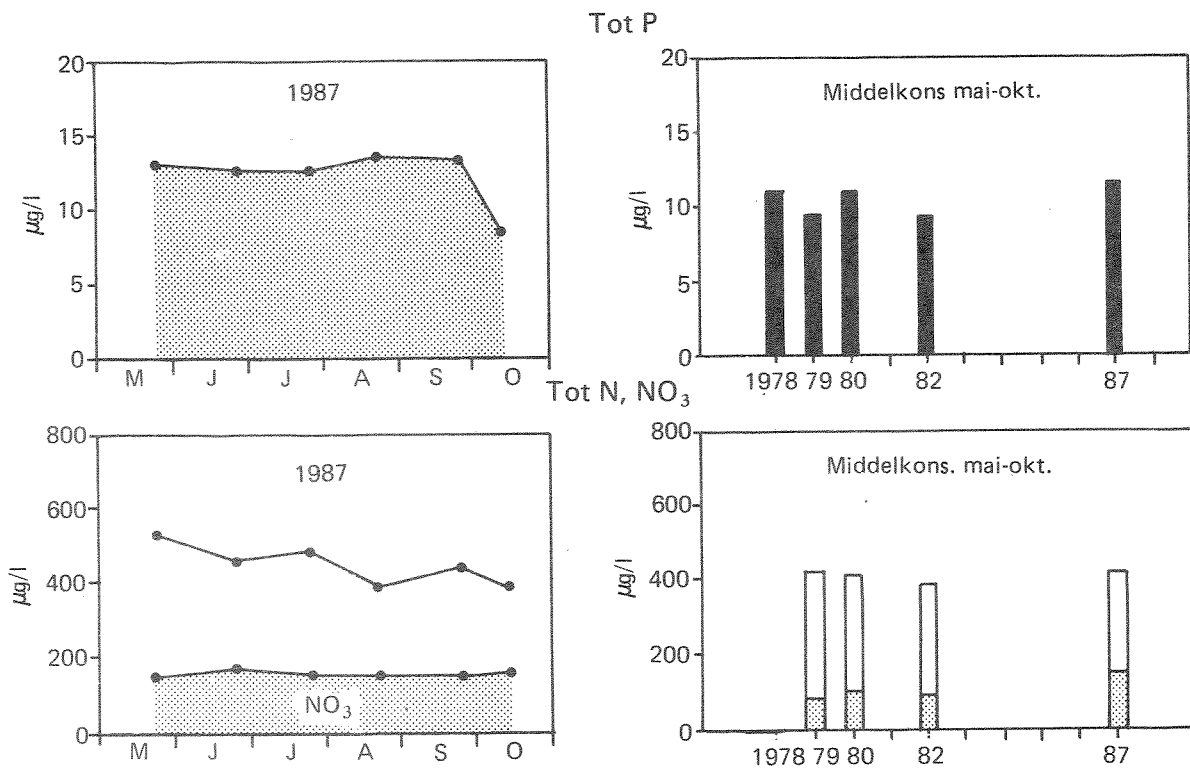 Tot P
20
15
10
5
0
µg/l
1987
M J J A S O
20
15
10
5
0
µg/l
Middelkons mai-okt.
1978 79 80 82 87
Tot N, NO₃
800
600
400
200
0
µg/l
1987
NO₃
M J J A S O
800
600
400
200
0
µg/l
Middelkons. mai-okt.
1978 79 80 82 87